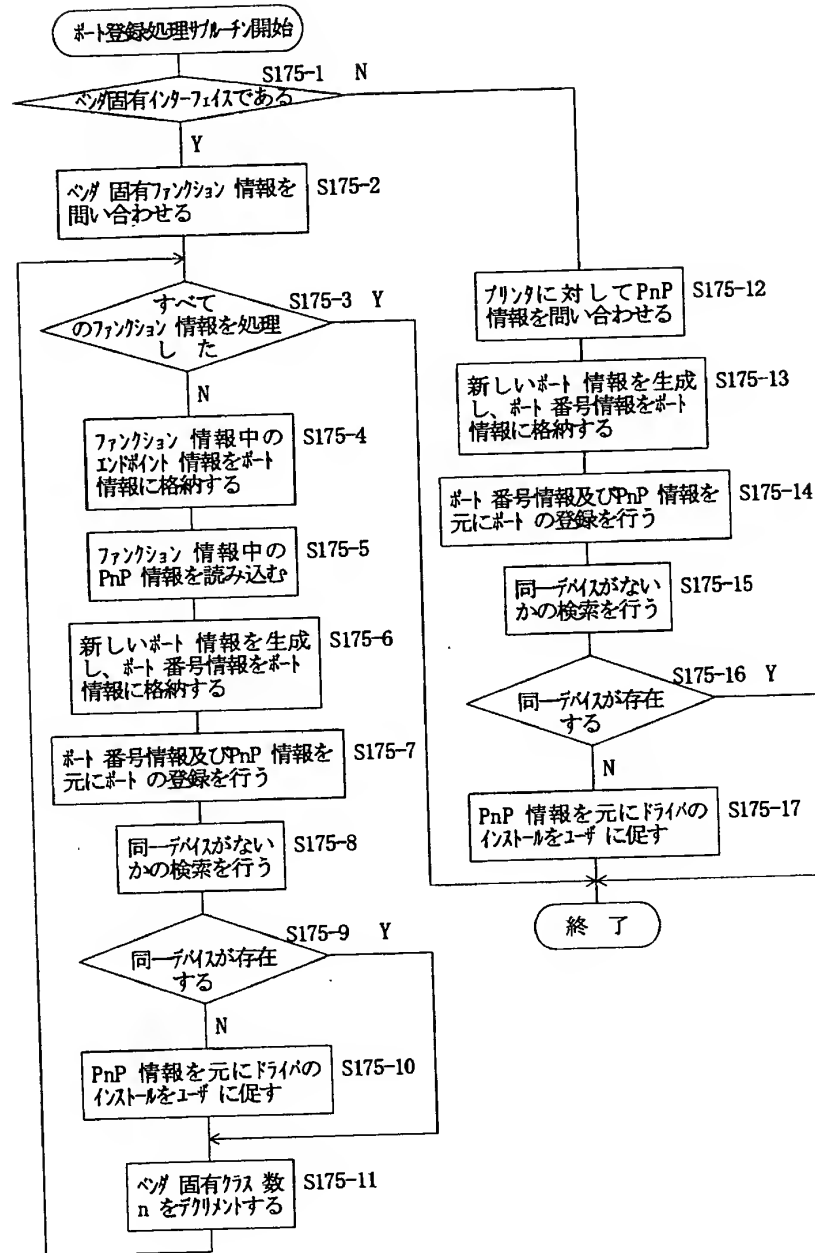 ポート登録処理サブルーチン開始
S175-1 N
ベンダ固有インターフェイスである
Y
ベンダ 固有ファンクション 情報を
問い合わせる
S175-2
すべて
のファンクション 情報を処理
し た
S175-3 Y
N
ファンクション 情報中の
エンドポイント 情報をポート
情報に格納する
S175-4
ファンクション 情報中の
PnP 情報を読み込む
S175-5
新しいポート 情報を生成
し、ポート 番号情報をポート
情報に格納する
S175-6
ポート 番号情報及びPnP 情報を
元にポート の登録を行う
S175-7
同一デバイスがない
かの検索を行う
S175-8
S175-9 Y
同一デバイスが存在
する
N
PnP 情報を元にドライバの
インストールをユーザ に促す
S175-10
ベンダ 固有クラス 数
n をデクリメントする
S175-11
プリンタに対してPnP
情報を問い合わせる
S175-12
新しいポート 情報を生成
し、ポート 番号情報をポート
情報に格納する
S175-13
ポート 番号情報及びPnP 情報を
元にポート の登録を行う
S175-14
同一デバイスがない
かの検索を行う
S175-15
S175-16 Y
同一デバイスが存在
する
N
PnP 情報を元にドライバの
インストールをユーザ に促す
S175-17
終 了